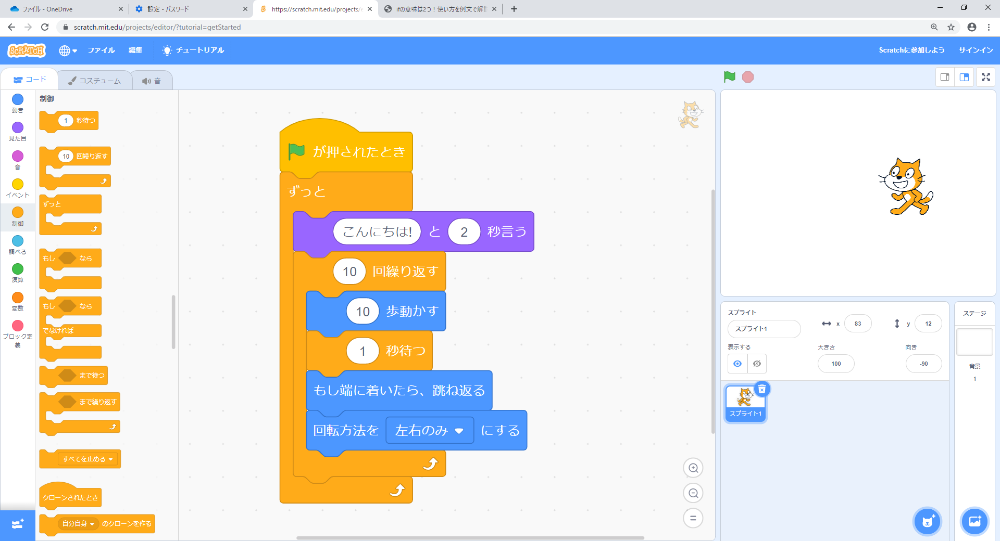 ファイル - OneDrive
設定 - パスワード
https://scratch.mit.edu/projects/e
ifの意味は2つ！使い方を例文で解説
scratch.mit.edu/projects/editor/?tutorial=getStarted
SCRATCH
ファイル
編集
チュートリアル
Scratchに参加しよう
サインイン
コード
コスチューム
音
動き
見た目
音
イベント
制御
調べる
演算
変数
ブロック定
義
制御
1 秒待つ
10 回繰り返す
ずっと
もし なら
もし なら
でなければ
まで待つ
まで繰り返す
すべてを止める
クローンされたとき
自分自身 のクローンを作る
が押されたとき
ずっと
こんにちは! と 2 秒言う
10 回繰り返す
10 歩動かす
1 秒待つ
もし端に着いたら、跳ね返る
回転方法を 左右のみ にする
スプライト
スプライト1
x 83
y 12
表示する
大きさ
100
向き
-90
スプライト1
ステージ
背景
1